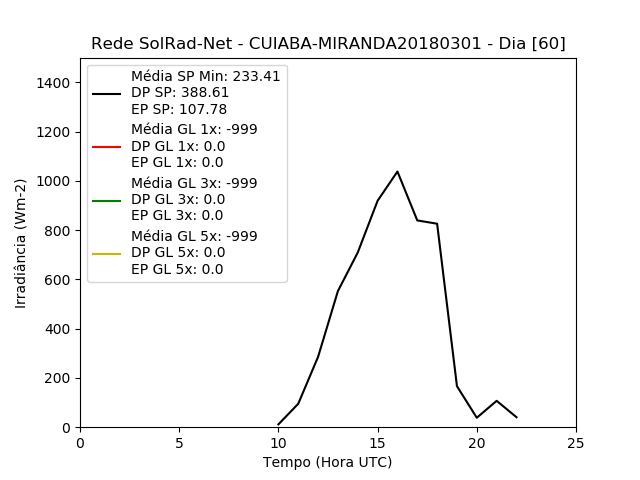 Rede SolRad-Net - CUIABA-MIRANDA20180301 - Dia [60]
Média SP Min: 233.41
DP SP: 388.61
EP SP: 107.78
Média GL 1x: -999
DP GL 1x: 0.0
EP GL 1x: 0.0
Média GL 3x: -999
DP GL 3x: 0.0
EP GL 3x: 0.0
Média GL 5x: -999
DP GL 5x: 0.0
EP GL 5x: 0.0
Irradiância (Wm-2)
1400
1200
1000
800
600
400
200
0
0 5 10 15 20 25
Tempo (Hora UTC)